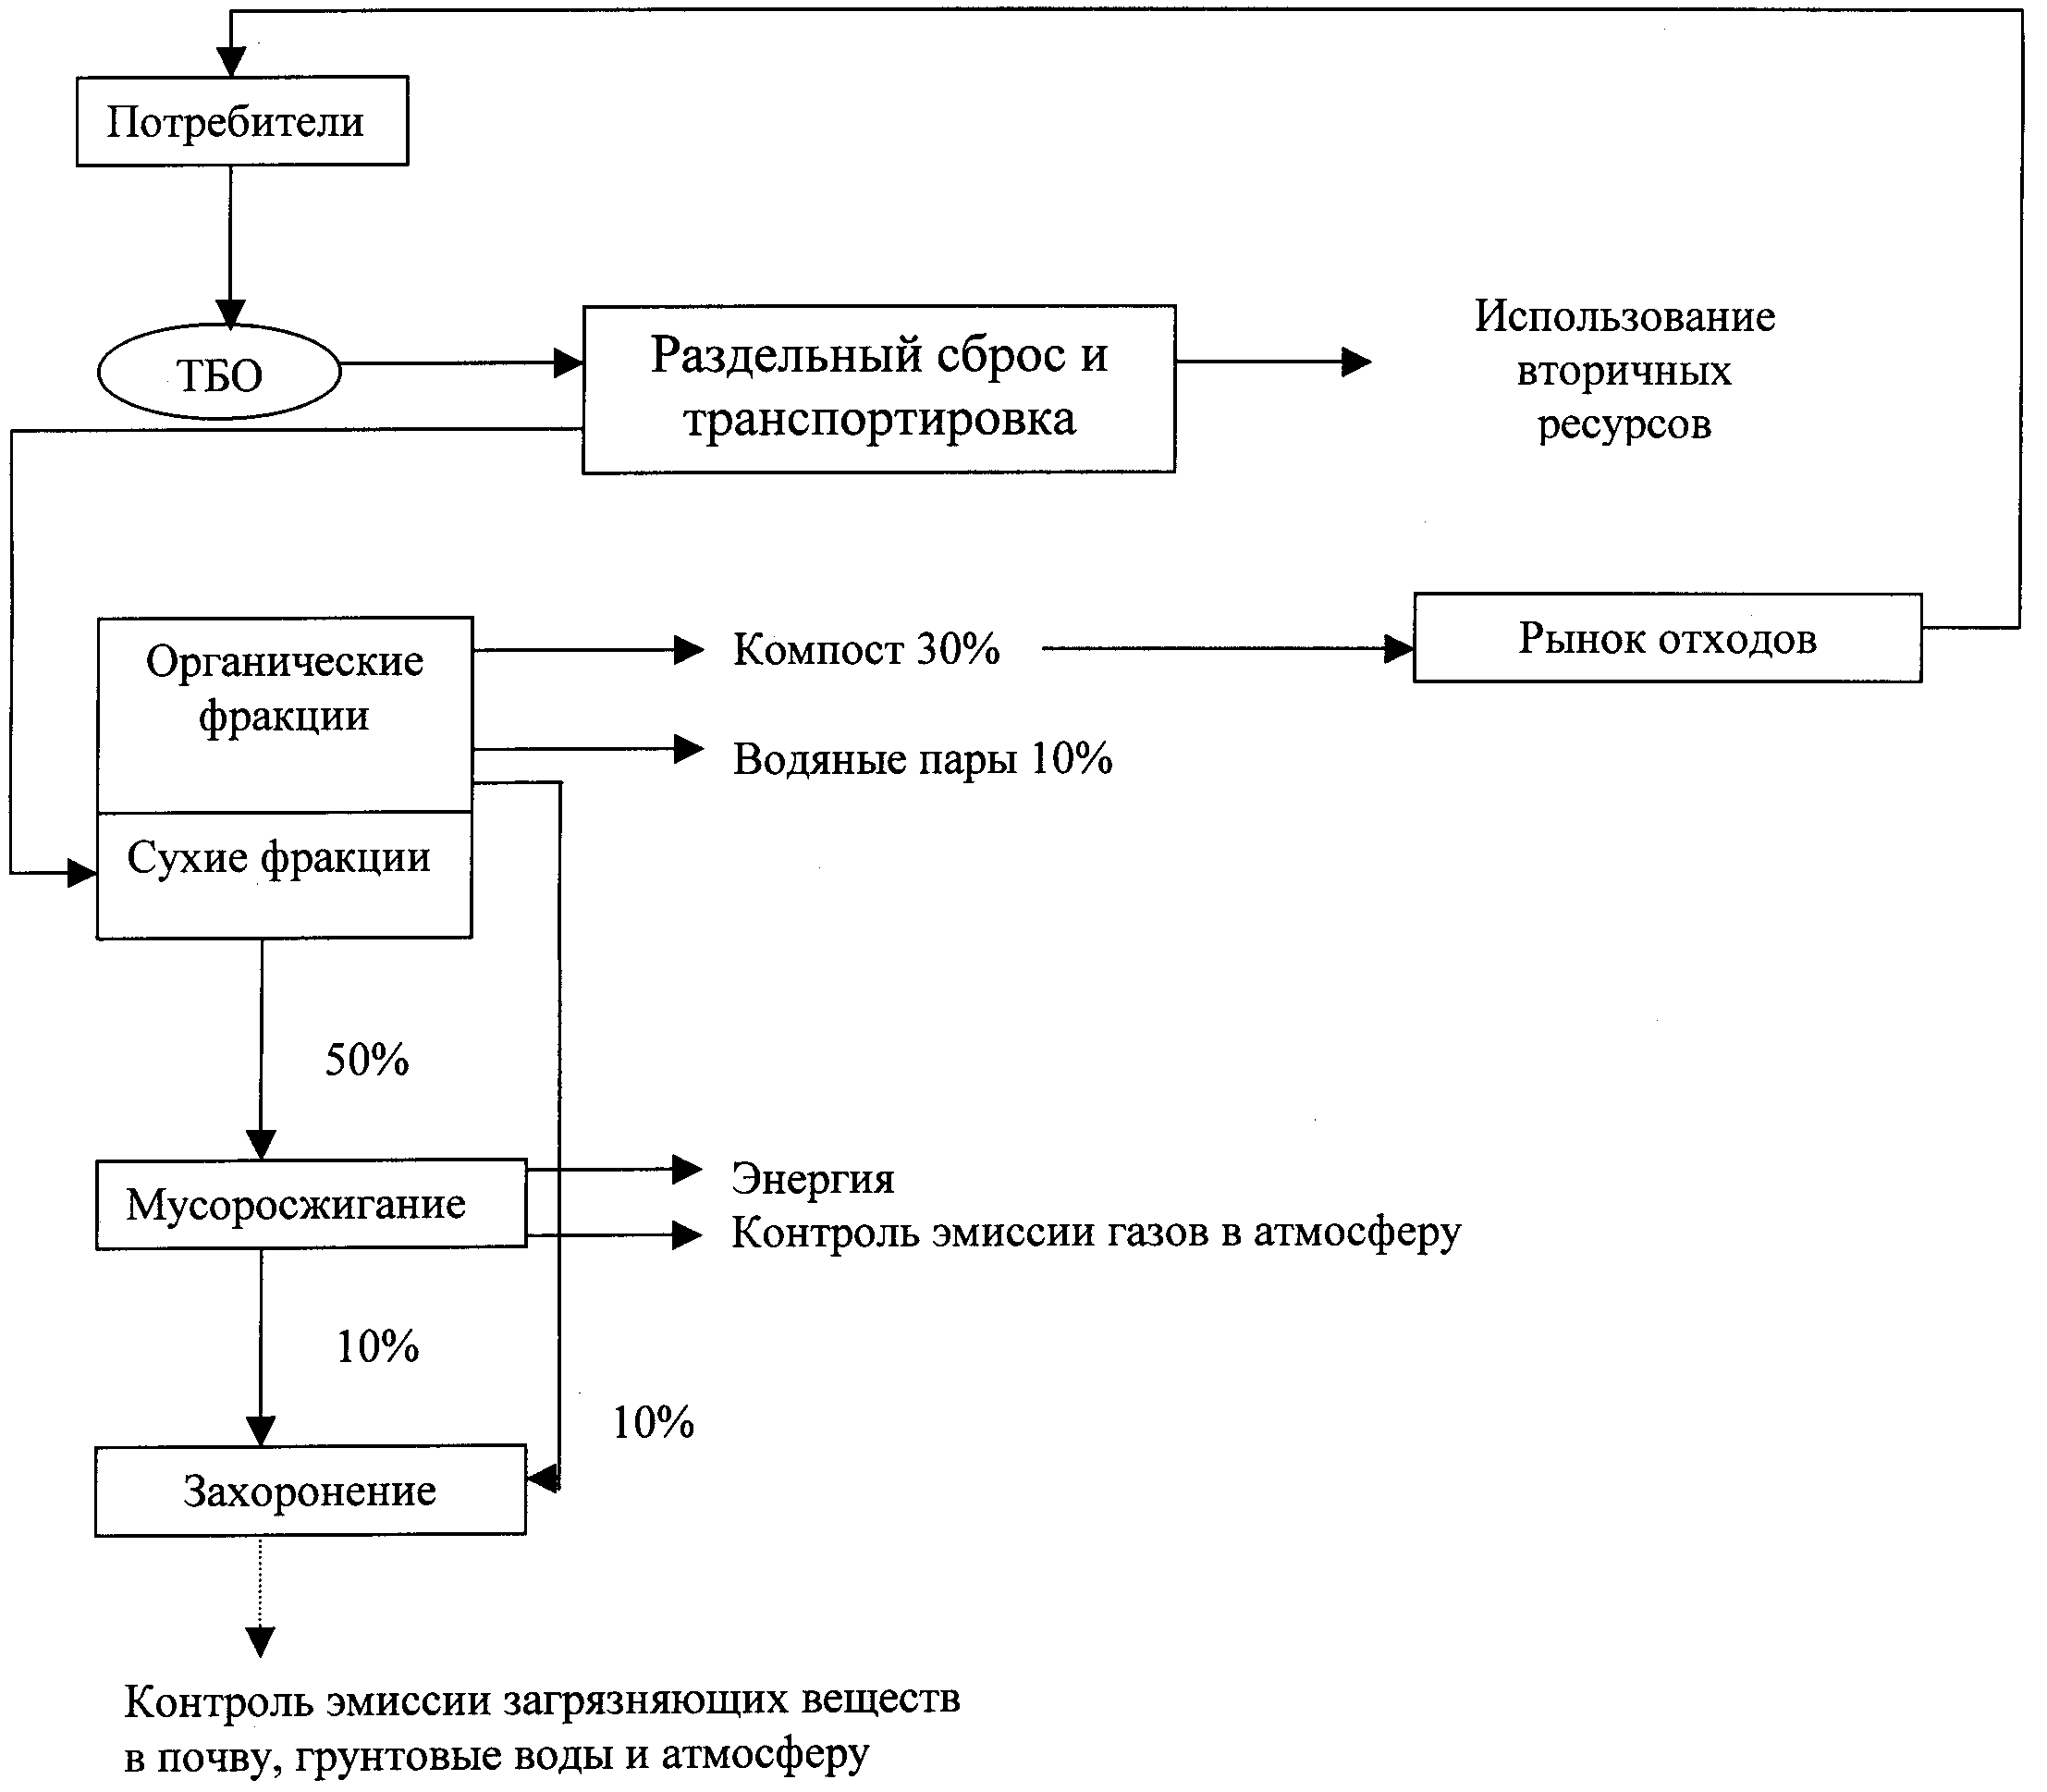 Потребители
ТБО
Раздельный сброс и
транспортировка
Использование
вторичных
ресурсов
Органические
фракции
Компост 30%
Рынок отходов
Водяные пары 10%
Сухие фракции
50%
Мусоросжигание
Энергия
Контроль эмиссии газов в атмосферу
10%
10%
Захоронение
Контроль эмиссии загрязняющих веществ
в почву, грунтовые воды и атмосферу